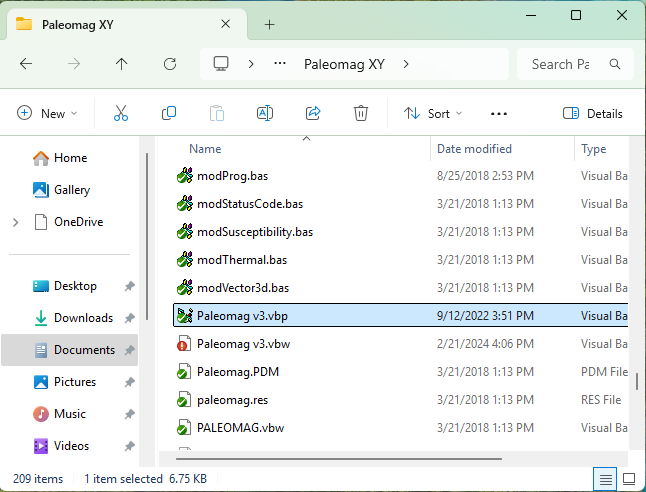 Paleomag XY
Paleomag XY
Search Pa
New
Sort
Details
Name Date modified Type
Home
Gallery
OneDrive
Desktop
Downloads
Documents
Pictures
Music
Videos
modProg.bas 8/25/2018 2:53 PM Visual Ba
modStatusCode.bas 3/21/2018 1:13 PM Visual Ba
modSusceptibility.bas 3/21/2018 1:13 PM Visual Ba
modThermal.bas 3/21/2018 1:13 PM Visual Ba
modVector3d.bas 3/21/2018 1:13 PM Visual Ba
Paleomag v3.vbp 9/12/2022 3:51 PM Visual Ba
Paleomag v3.vbw 2/21/2024 4:06 PM Visual Ba
Paleomag.PDM 3/21/2018 1:13 PM PDM File
paleomag.res 3/21/2018 1:13 PM RES File
PALEOMAG.vbw 3/21/2018 1:13 PM Visual Ba
209 items 1 item selected 6.75 KB